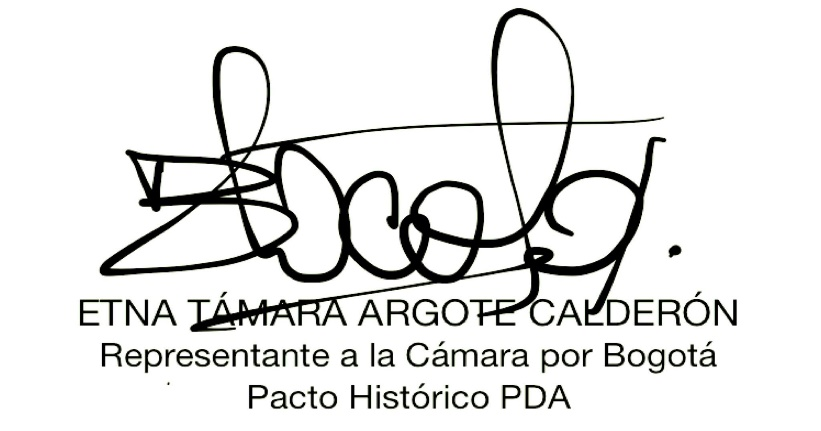 ETNA TÁMARA ARGOTE CALDERÓN
Representante a la Cámara por Bogotá
Pacto Histórico PDA